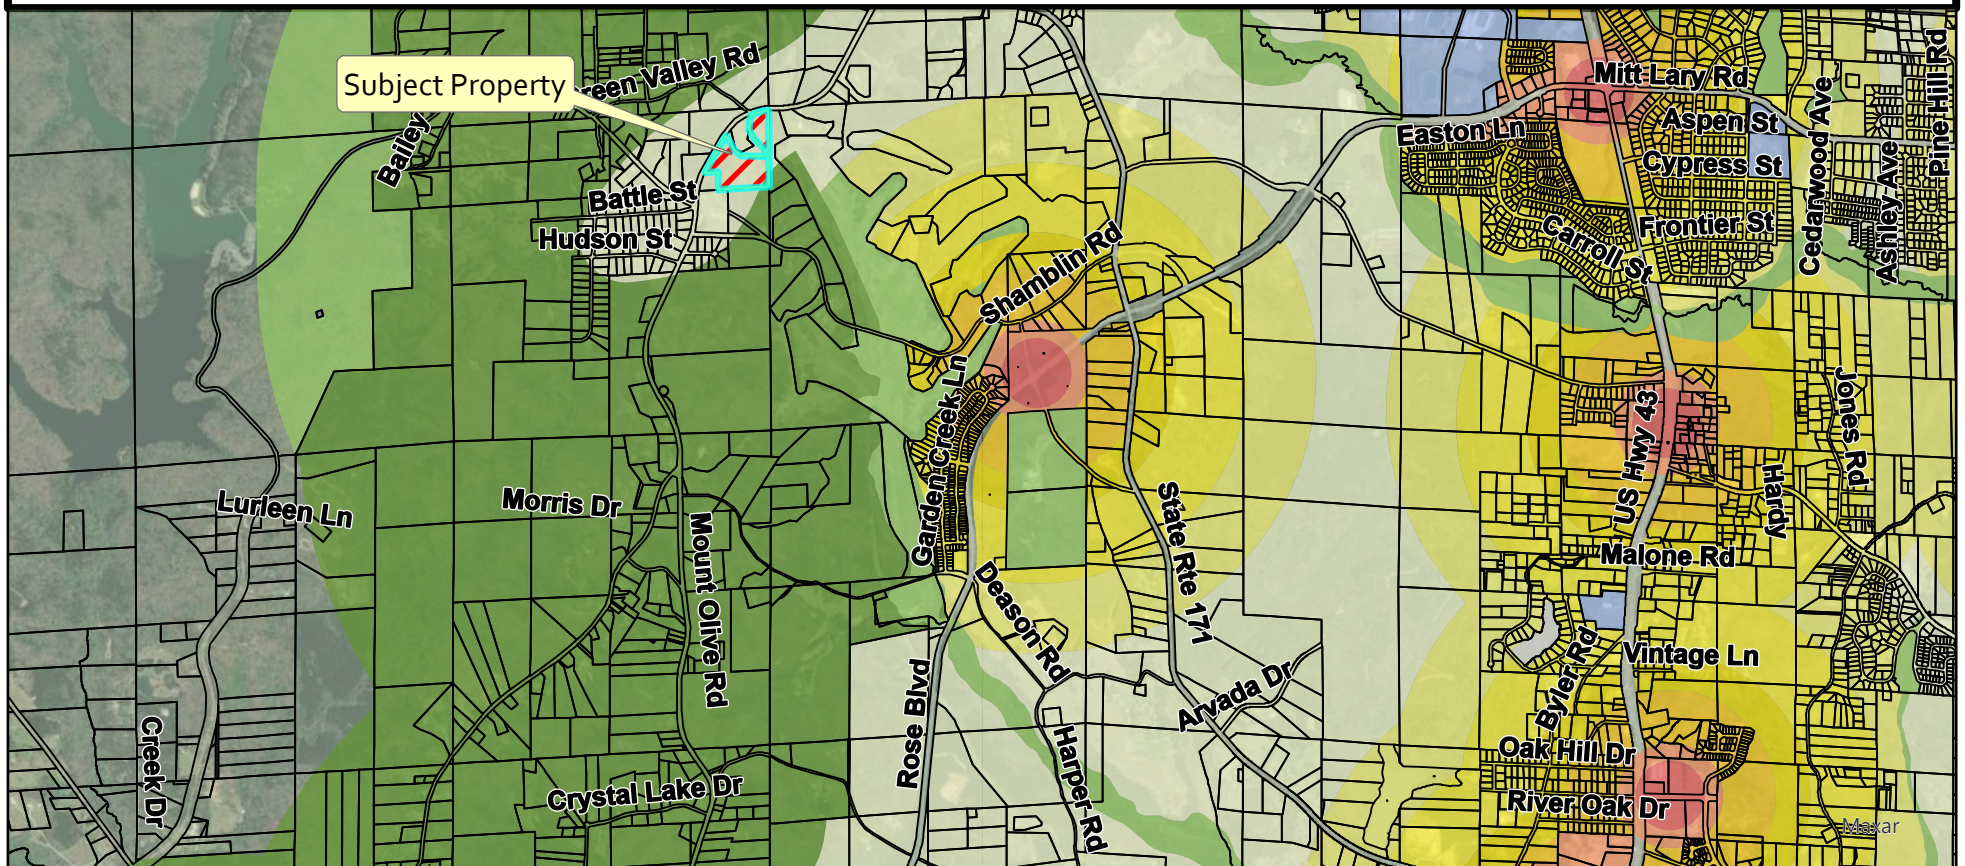 Subject Property
reen Valley Rd
Bailey
Battle St
Hudson St
Mitt Lary Rd
Easton Ln
Aspen St
Cypress St
Frontier St
Carroll St
Cedarwood Ave
Ashley Ave
Pine Hill Rd
Shamblin Rd
Garden Creek Ln
US Hwy 43
Jones Rd
Hardy
Lurleen Ln
Morris Dr
Mount Olive Rd
State Rte 171
Malone Rd
Deason Rd
Vintage Ln
Byler Rd
Arvada Dr
Rose Blvd
Harper Rd
Creek Dr
Oak Hill Dr
Crystal Lake Dr
River Oak Dr
Maxar